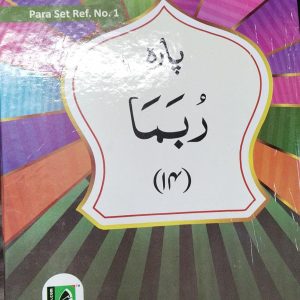 Para Set Ref. No. 1
پارہ
رُبَمَا
(۱۴)